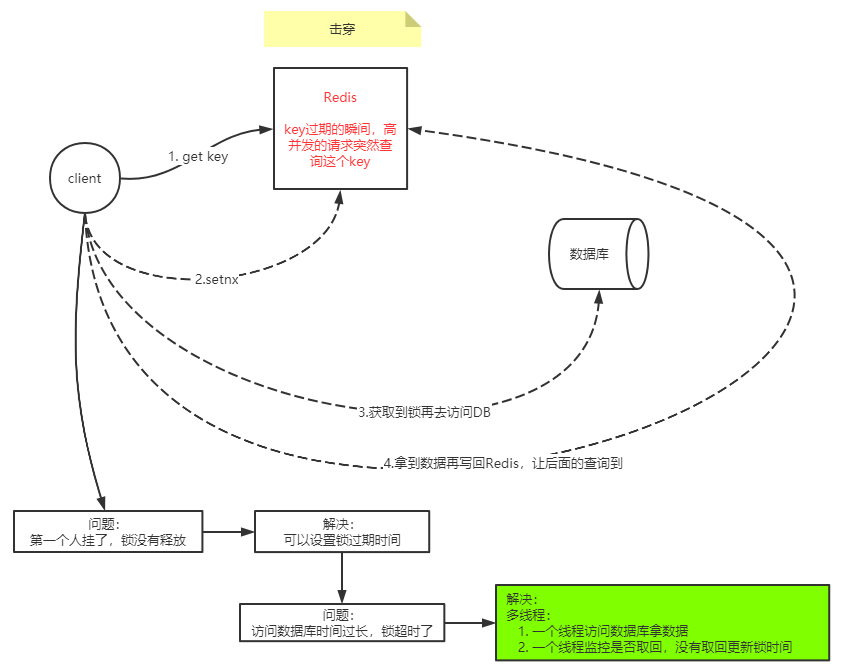 击穿
Redis
key过期的瞬间，高
并发的请求突然查
询这个key
1. get key
client
2.setnx
数据库
3.获取到锁再去访问DB
4.拿到数据再写回Redis，让后面的查询到
问题：
第一个人挂了，锁没有释放
解决：
可以设置锁过期时间
问题：
访问数据库时间过长，锁超时了
解决：
多线程：
1. 一个线程访问数据库拿数据
2. 一个线程监控是否取回，没有取回更新锁时间